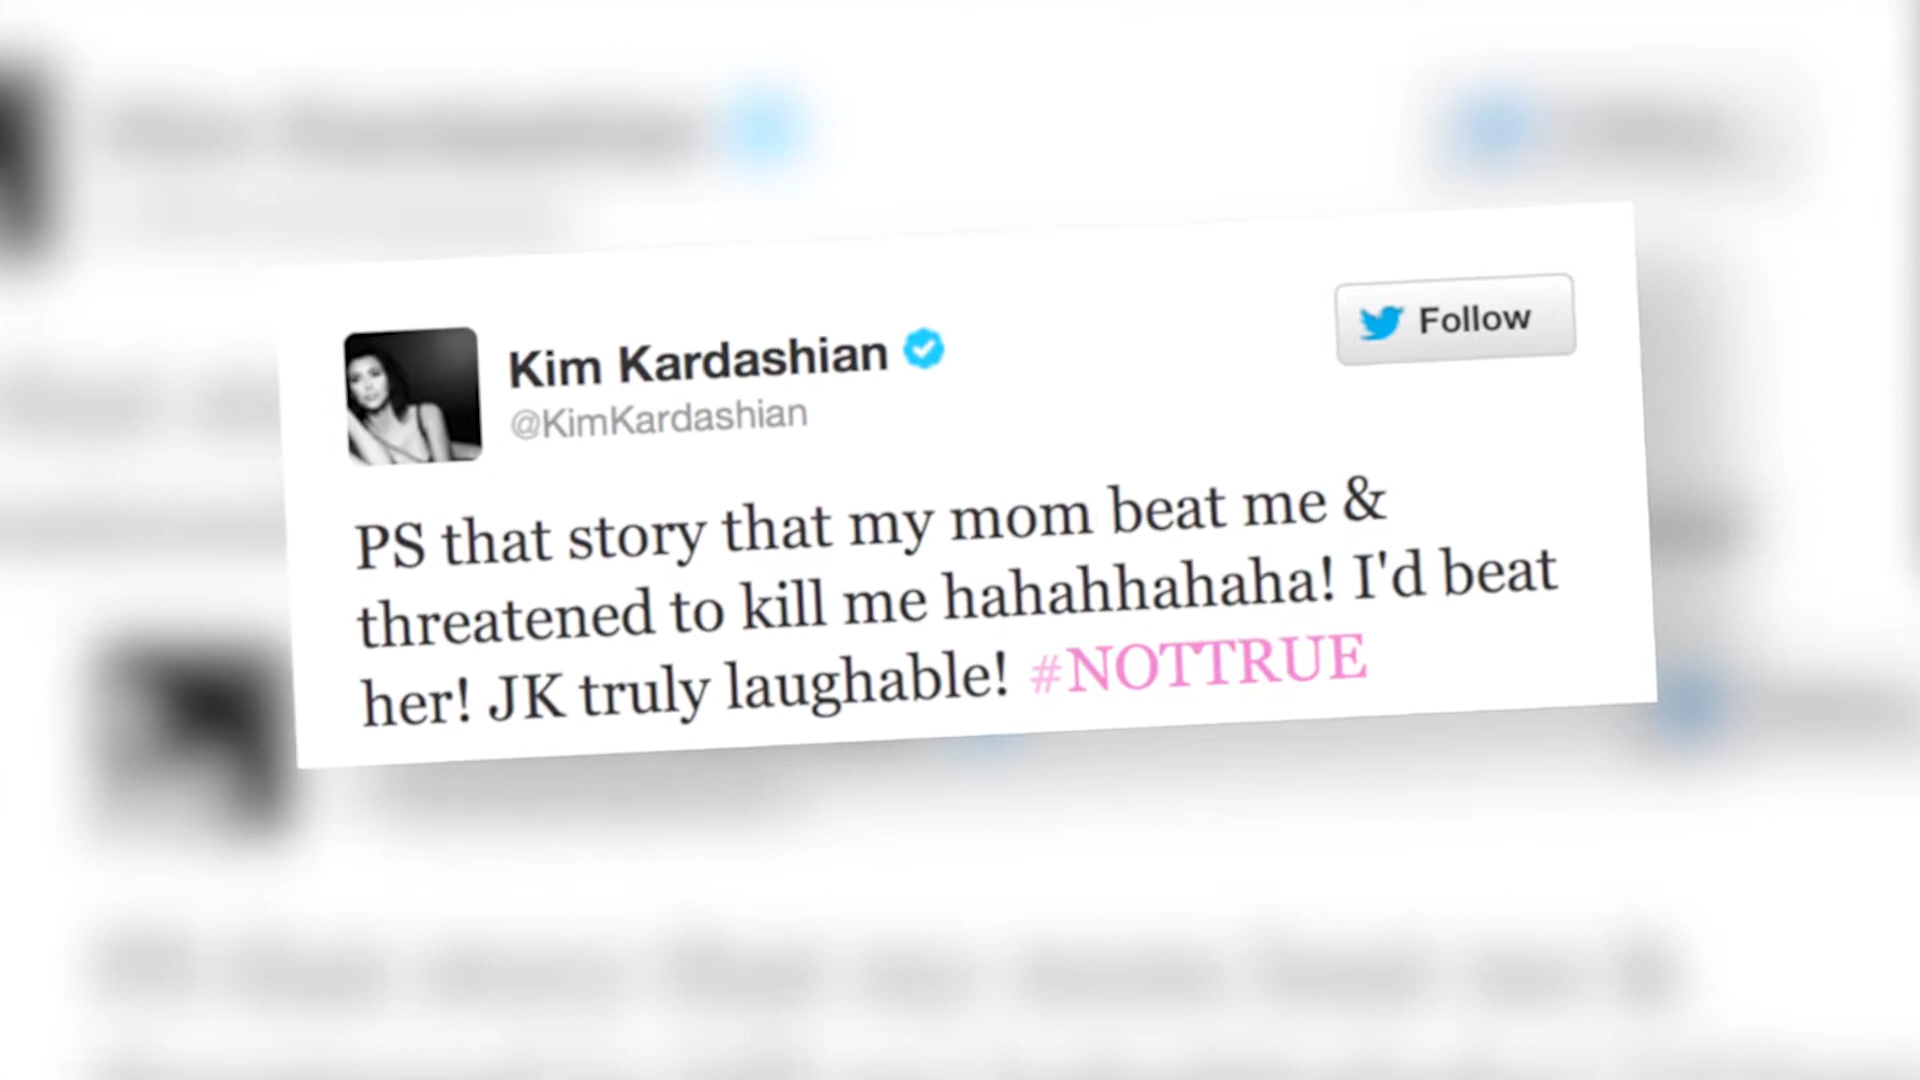 Kim Kardashian
@KimKardashian
Follow
PS that story that my mom beat me &
threatened to kill me hahahhahaha! I'd beat
her! JK truly laughable! #NOTTRUE